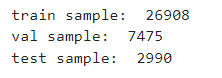 train sample:  26908
val sample:  7475
test sample:  2990